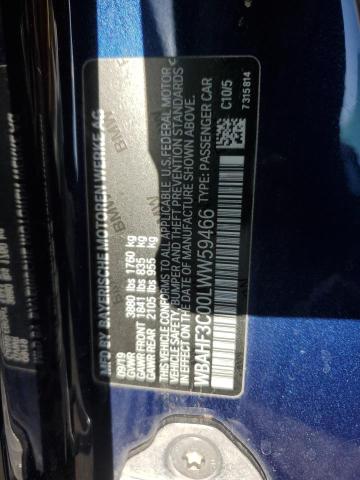 MFD BY BAYERISCHE MOTOREN WERKE AG
09/19
GVWR 3880 lbs 1760 kg
GAWR FRONT 1841 lbs 835 kg
GAWR REAR 2105 lbs 955 kg
THIS VEHICLE CONFORMS TO ALL APPLICABLE U.S. FEDERAL MOTOR
VEHICLE SAFETY, BUMPER, AND THEFT PREVENTION STANDARDS
IN EFFECT ON THE DATE OF MANUFACTURE SHOWN ABOVE.
WBAHF3C00LWW59466 TYPE: PASSENGER CAR
C10/5
7315814